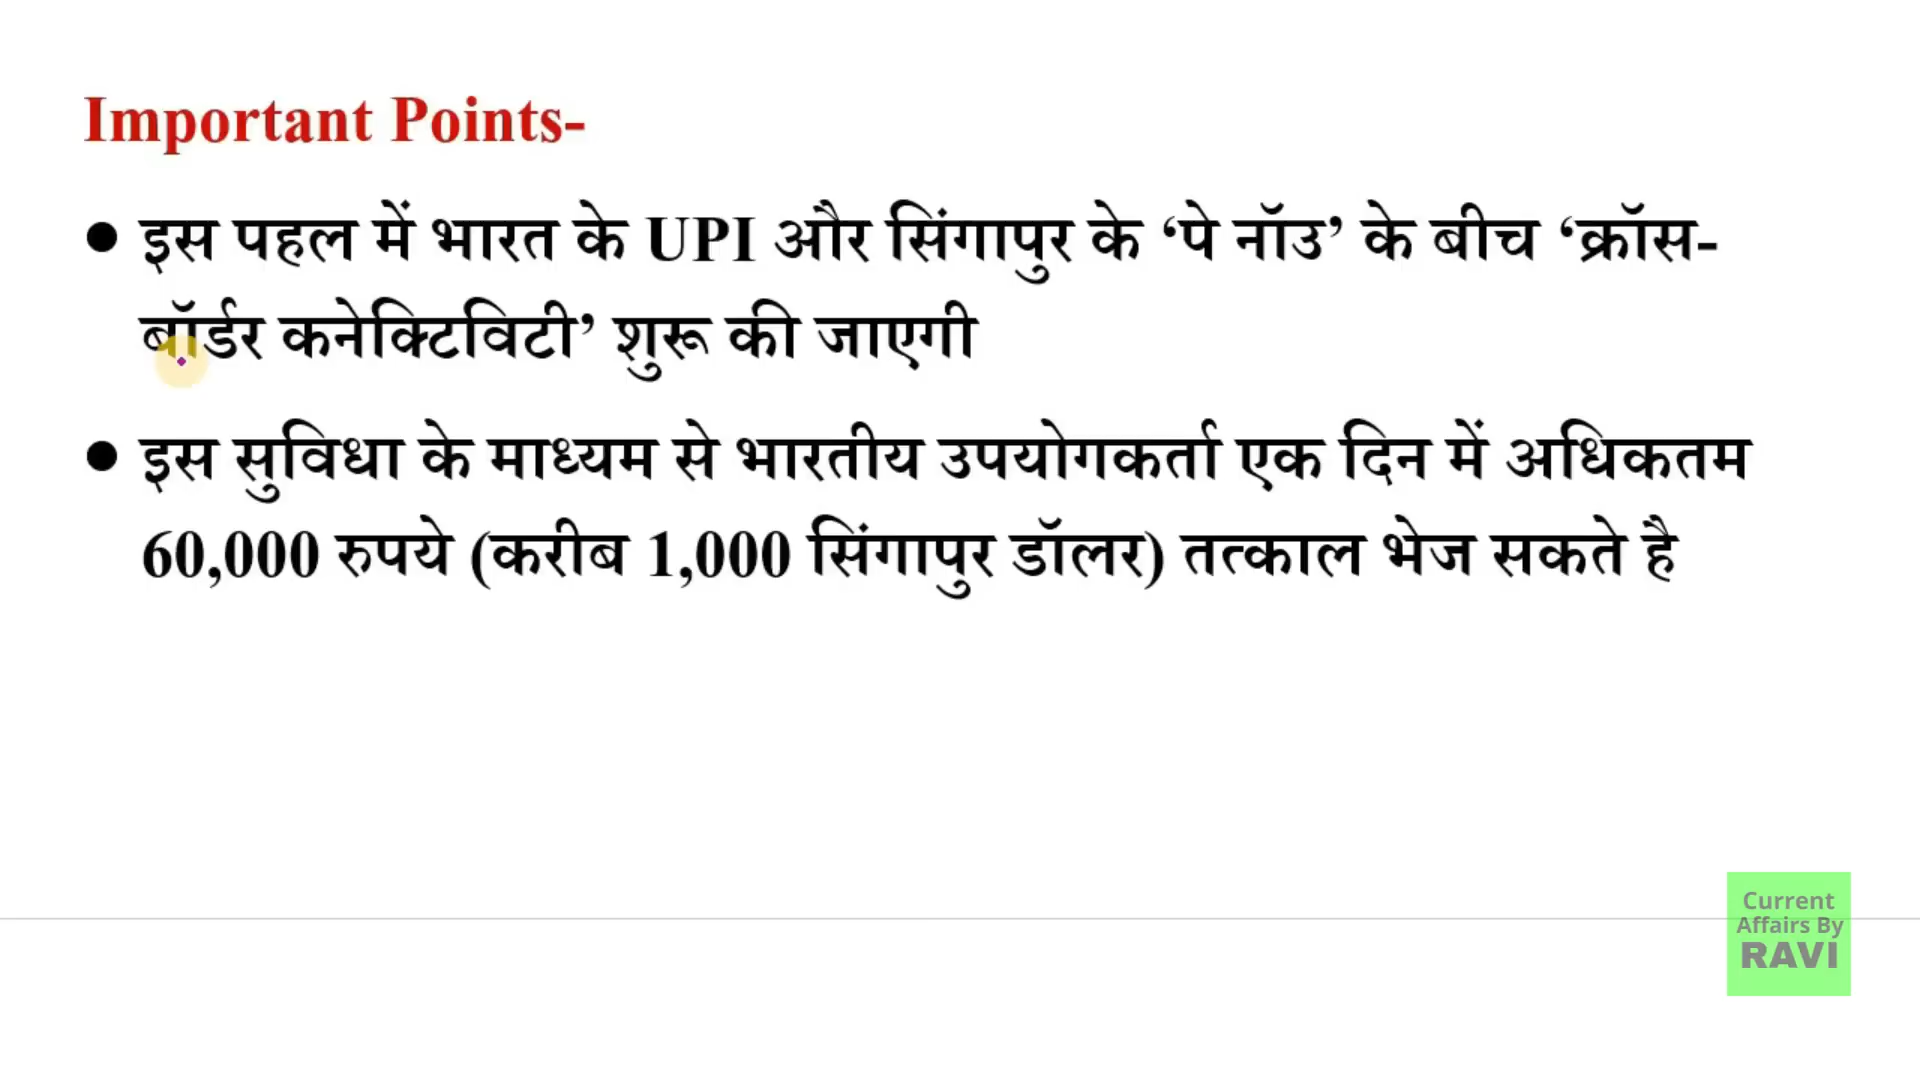 Important Points-
● इस पहल में भारत के UPI और सिंगापुर के ‘पे नॉउ’ के बीच ‘क्रॉस-
बॉर्डर कनेक्टिविटी’ शुरू की जाएगी
● इस सुविधा के माध्यम से भारतीय उपयोगकर्ता एक दिन में अधिकतम
60,000 रुपये (करीब 1,000 सिंगापुर डॉलर) तत्काल भेज सकते है
Current
Affairs By
RAVI